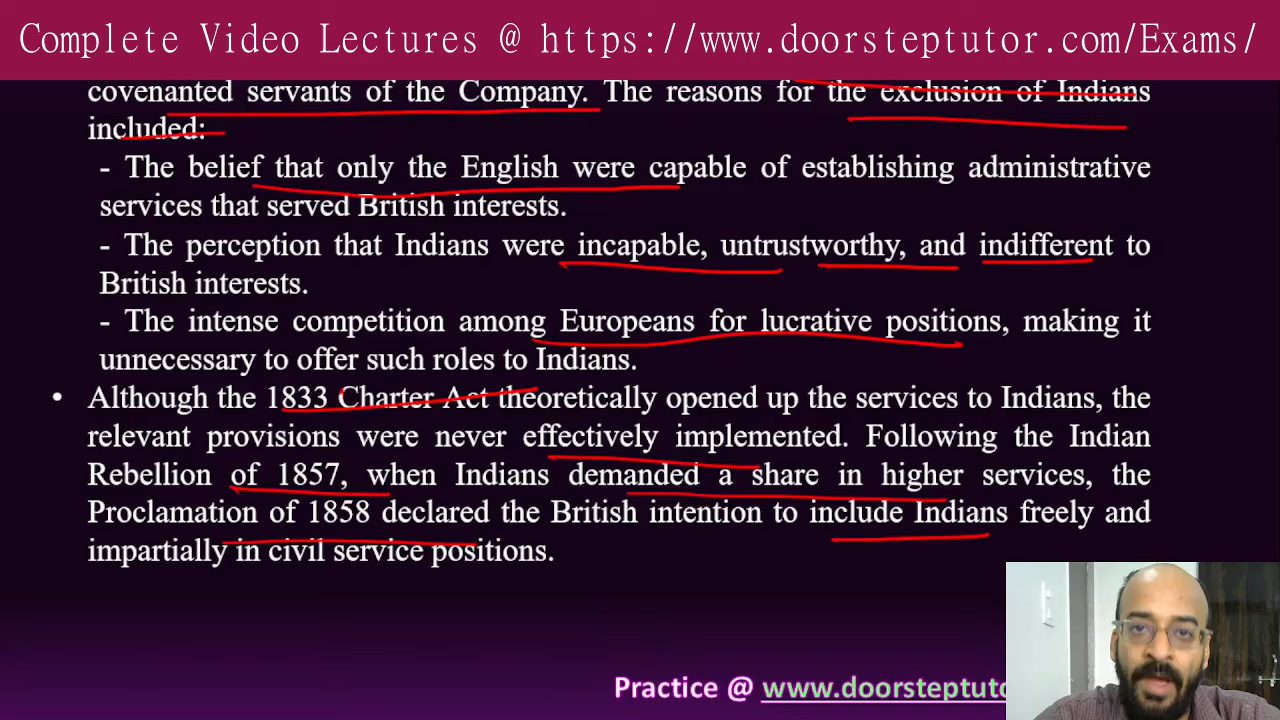 Complete Video Lectures @ https://www.doorsteptutor.com/Exams/
covenanted servants of the Company. The reasons for the exclusion of Indians
included:
- The belief that only the English were capable of establishing administrative
services that served British interests.
- The perception that Indians were incapable, untrustworthy, and indifferent to
British interests.
- The intense competition among Europeans for lucrative positions, making it
unnecessary to offer such roles to Indians.
• Although the 1833 Charter Act theoretically opened up the services to Indians, the
relevant provisions were never effectively implemented. Following the Indian
Rebellion of 1857, when Indians demanded a share in higher services, the
Proclamation of 1858 declared the British intention to include Indians freely and
impartially in civil service positions.
Practice @ www.doorsteptuto